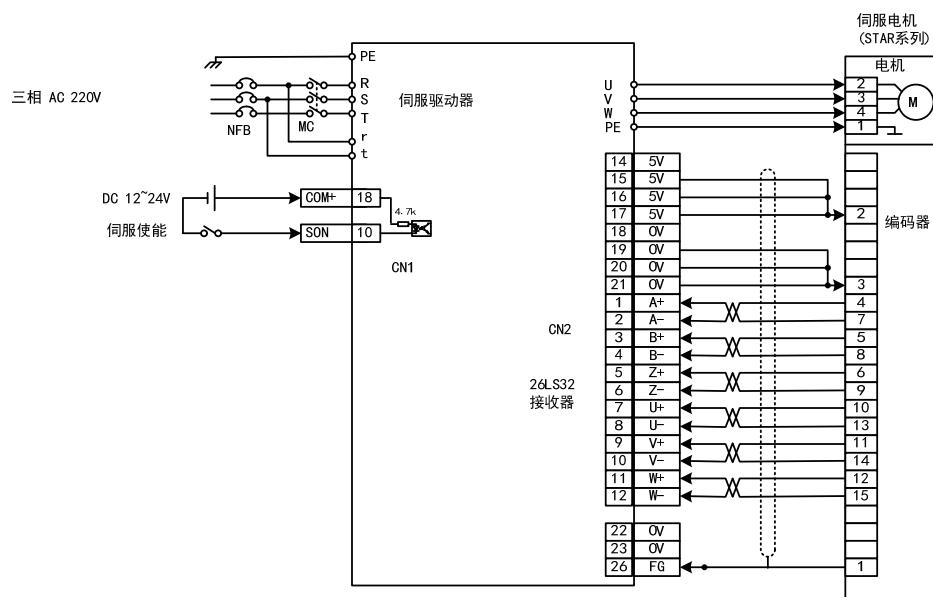 伺服电机
(STAR系列)
电机
PE
三相 AC 220V
R
S
T
r
t
NFB
MC
伺服驱动器
U
V
W
PE
2
3
4
1
M
DC 12~24V
伺服使能
COM+ 18
SON 10
4.7k
CN1
14 5V
15 5V
16 5V
17 5V 2
编码器
18 0V
19 0V
20 0V
21 0V 3
1 A+ 4
2 A- 7
CN2
3 B+ 5
4 B- 8
26LS32
接收器
5 Z+ 6
6 Z- 9
7 U+ 10
8 U- 13
9 V+ 11
10 V- 14
11 W+ 12
12 W- 15
22 0V
23 0V
26 FG 1